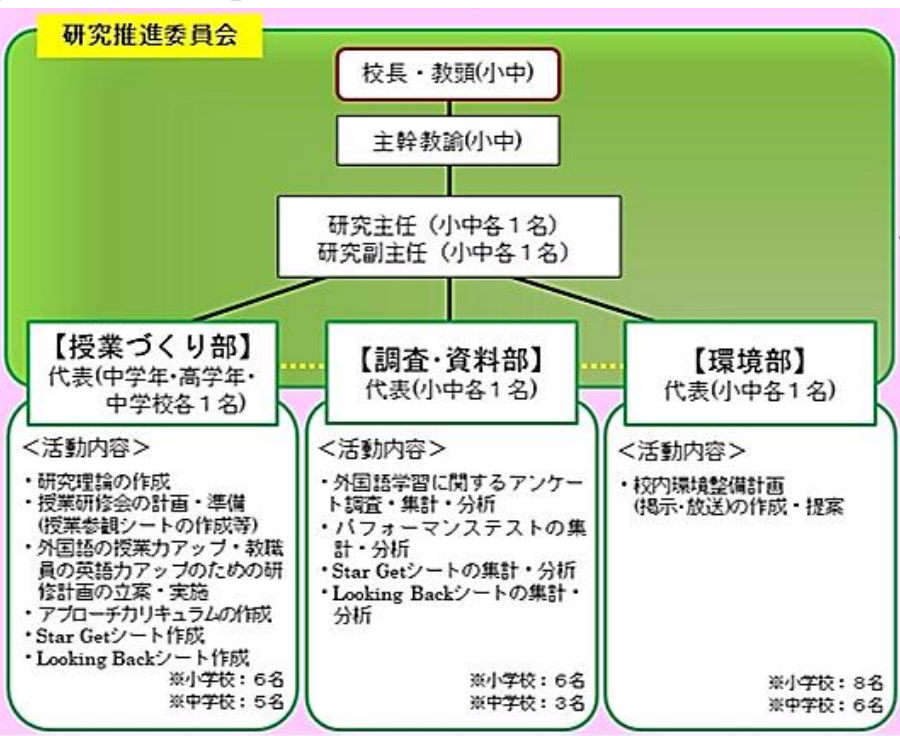 研究推進委員会
校長・教頭(小中)
主幹教諭(小中)
研究主任（小中各１名）
研究副主任（小中各１名）
【授業づくり部】
代表(中学年・高学年・
中学校各１名)
＜活動内容＞
・研究理論の作成
・授業研修会の計画・準備
(授業参観シートの作成等)
・外国語の授業力アップ・教職
員の英語力アップのための研
修計画の立案・実施
・アプローチカリキュラムの作成
・Star Getシート作成
・Looking Backシート作成
※小学校：６名
※中学校：５名
【調査・資料部】
代表(小中各１名)
＜活動内容＞
・外国語学習に関するアンケー
ト調査・集計・分析
・パフォーマンステストの集
計・分析
・Star Getシートの集計・分析
・Looking Backシートの集計・
分析
※小学校：６名
※中学校：３名
【環境部】
代表(小中各１名)
＜活動内容＞
・校内環境整備計画
(掲示・放送)の作成・提案
※小学校：８名
※中学校：６名